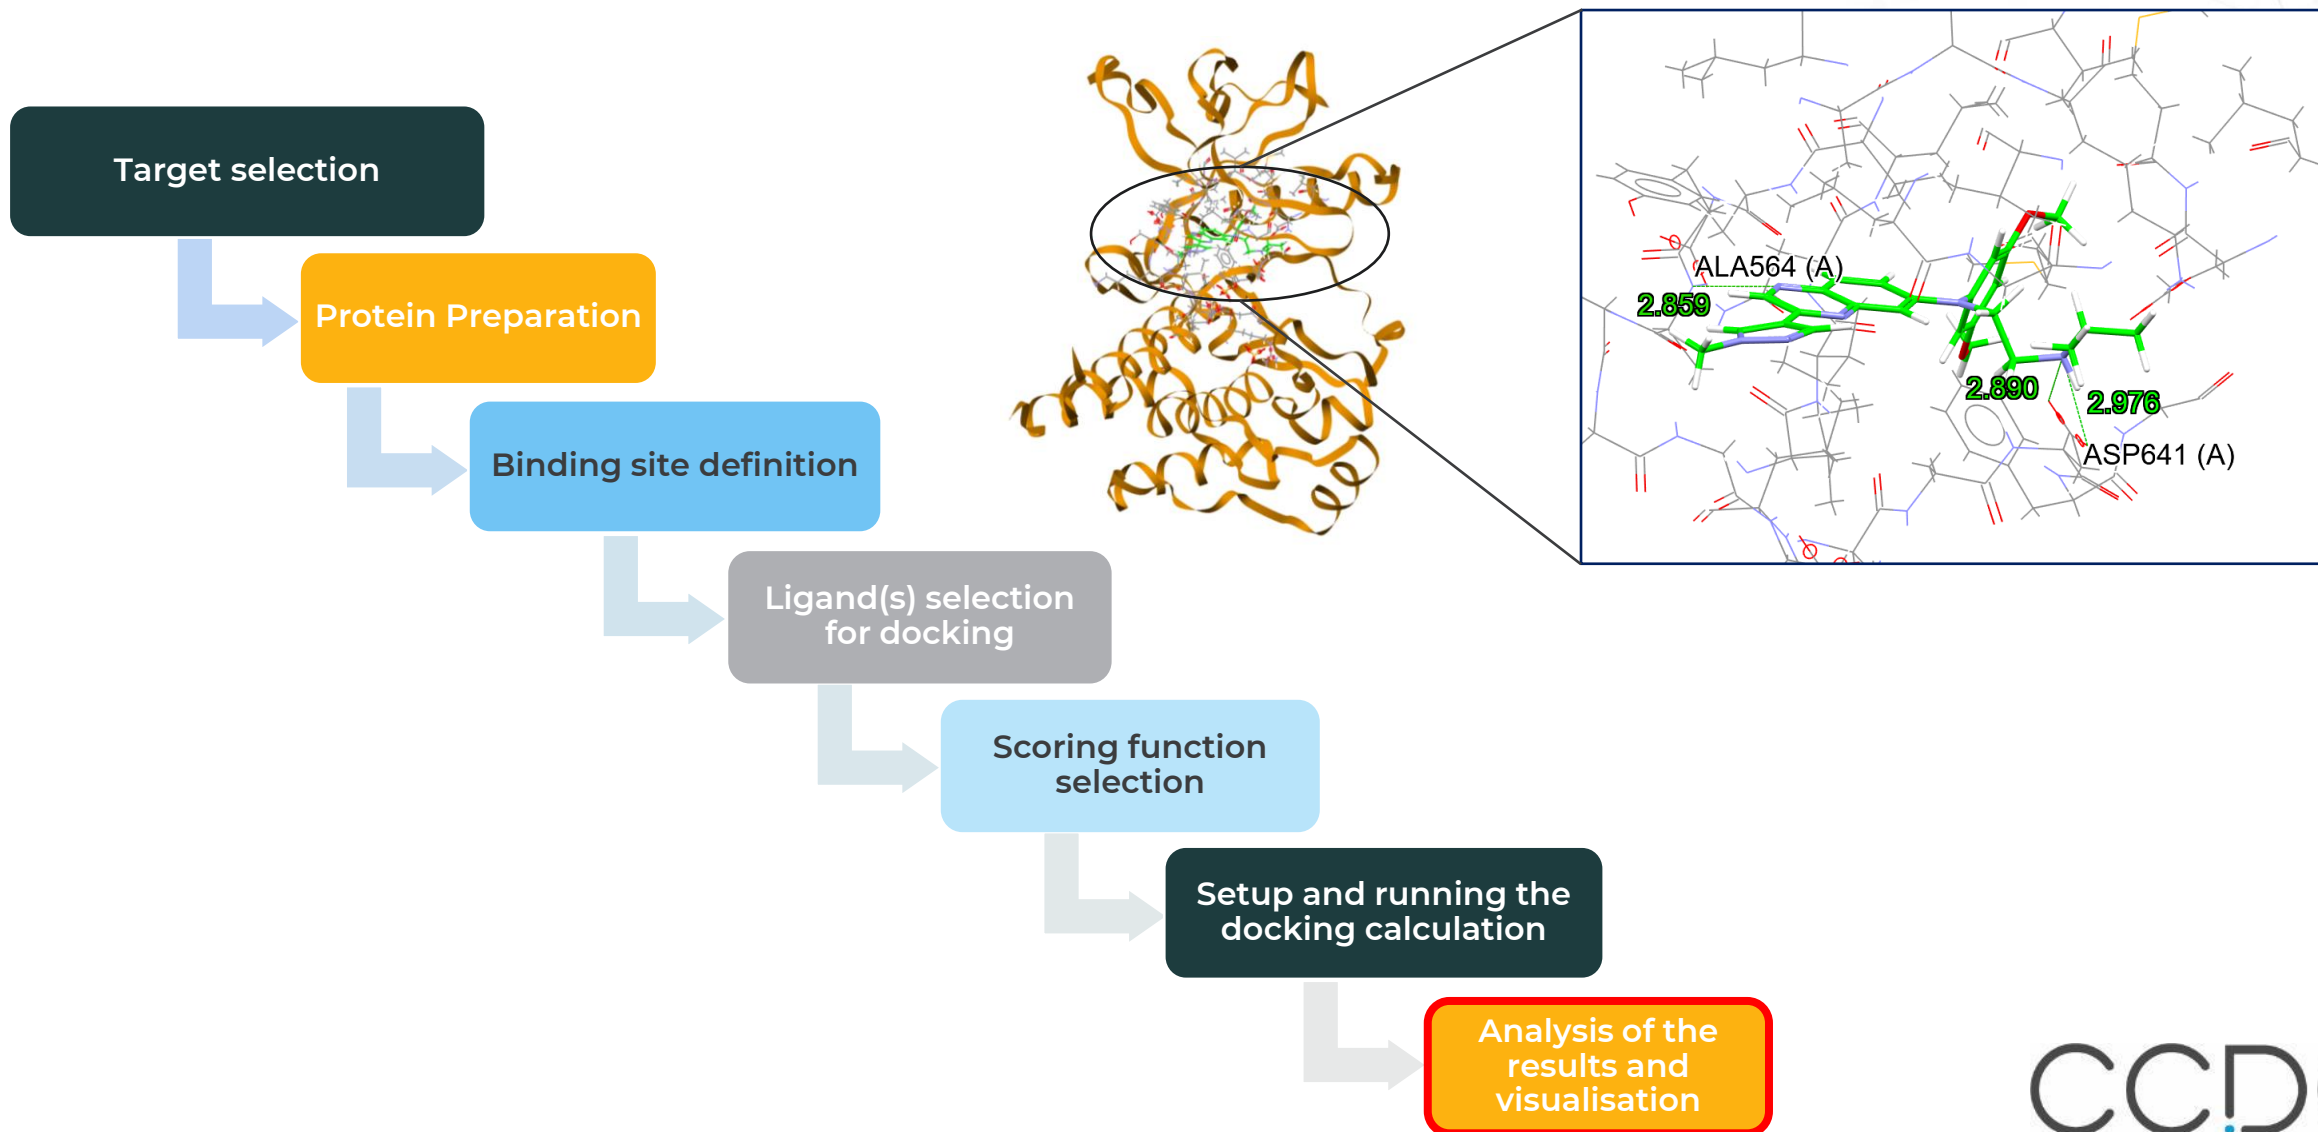 Target selection
Protein Preparation
Binding site definition
Ligand(s) selection
for docking
Scoring function
selection
Setup and running the
docking calculation
Analysis of the
results and
visualisation
ALA564 (A)
2.859
2.890
2.976
ASP641 (A)
CCD